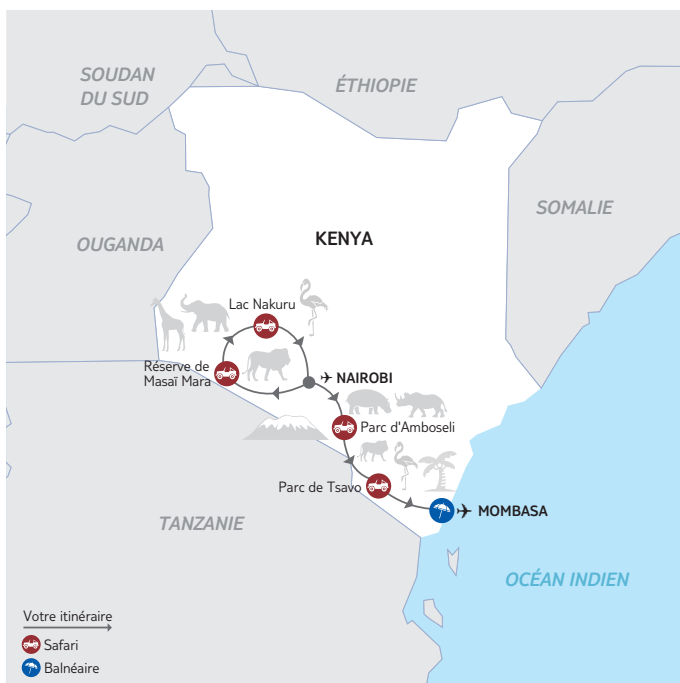 SOUDAN
DU SUD
ÉTHIOPIE
SOMALIE
OUGANDA
KENYA
Lac Nakuru
Réserve de
Masaï Mara
NAIROBI
Parc d'Amboseli
Parc de Tsavo
MOMBASA
TANZANIE
OCÉAN INDIEN
Votre itinéraire
Safari
Balnéaire